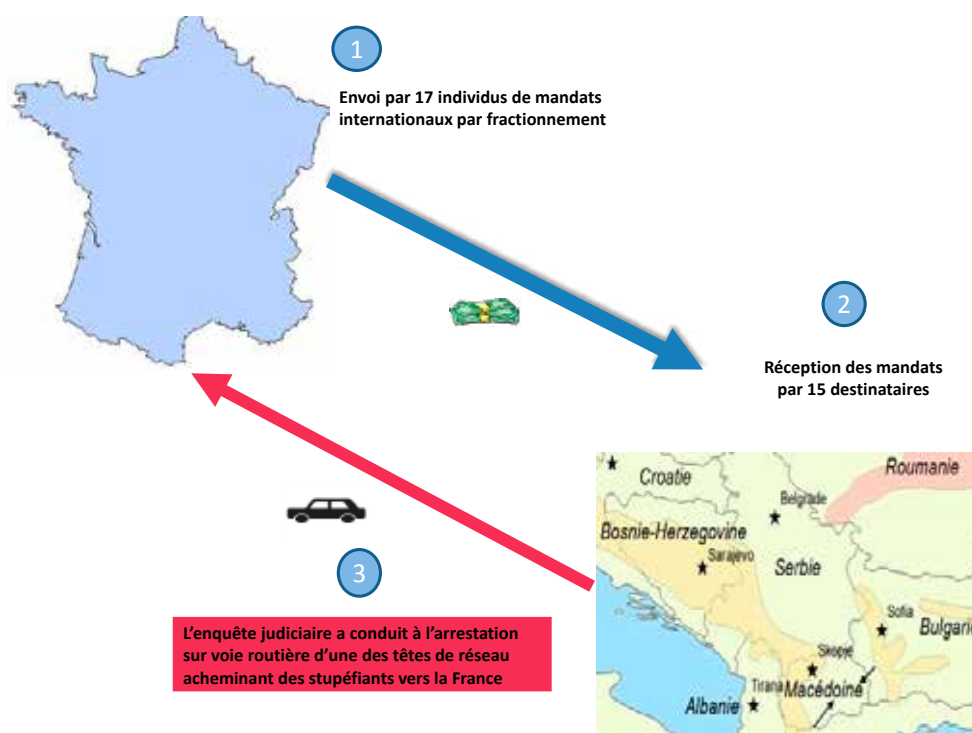 1
Envoi par 17 individus de mandats
internationaux par fractionnement
2
Réception des mandats
par 15 destinataires
3
L’enquête judiciaire a conduit à l’arrestation
sur voie routière d’une des têtes de réseau
acheminant des stupéfiants vers la France
Croatie
Roumanie
Belgrade
Bosnie-Herzegovine
Sarajevo
Serbie
Sofia
Bulgarie
Skopje
Tirana
Macédoine
Albanie